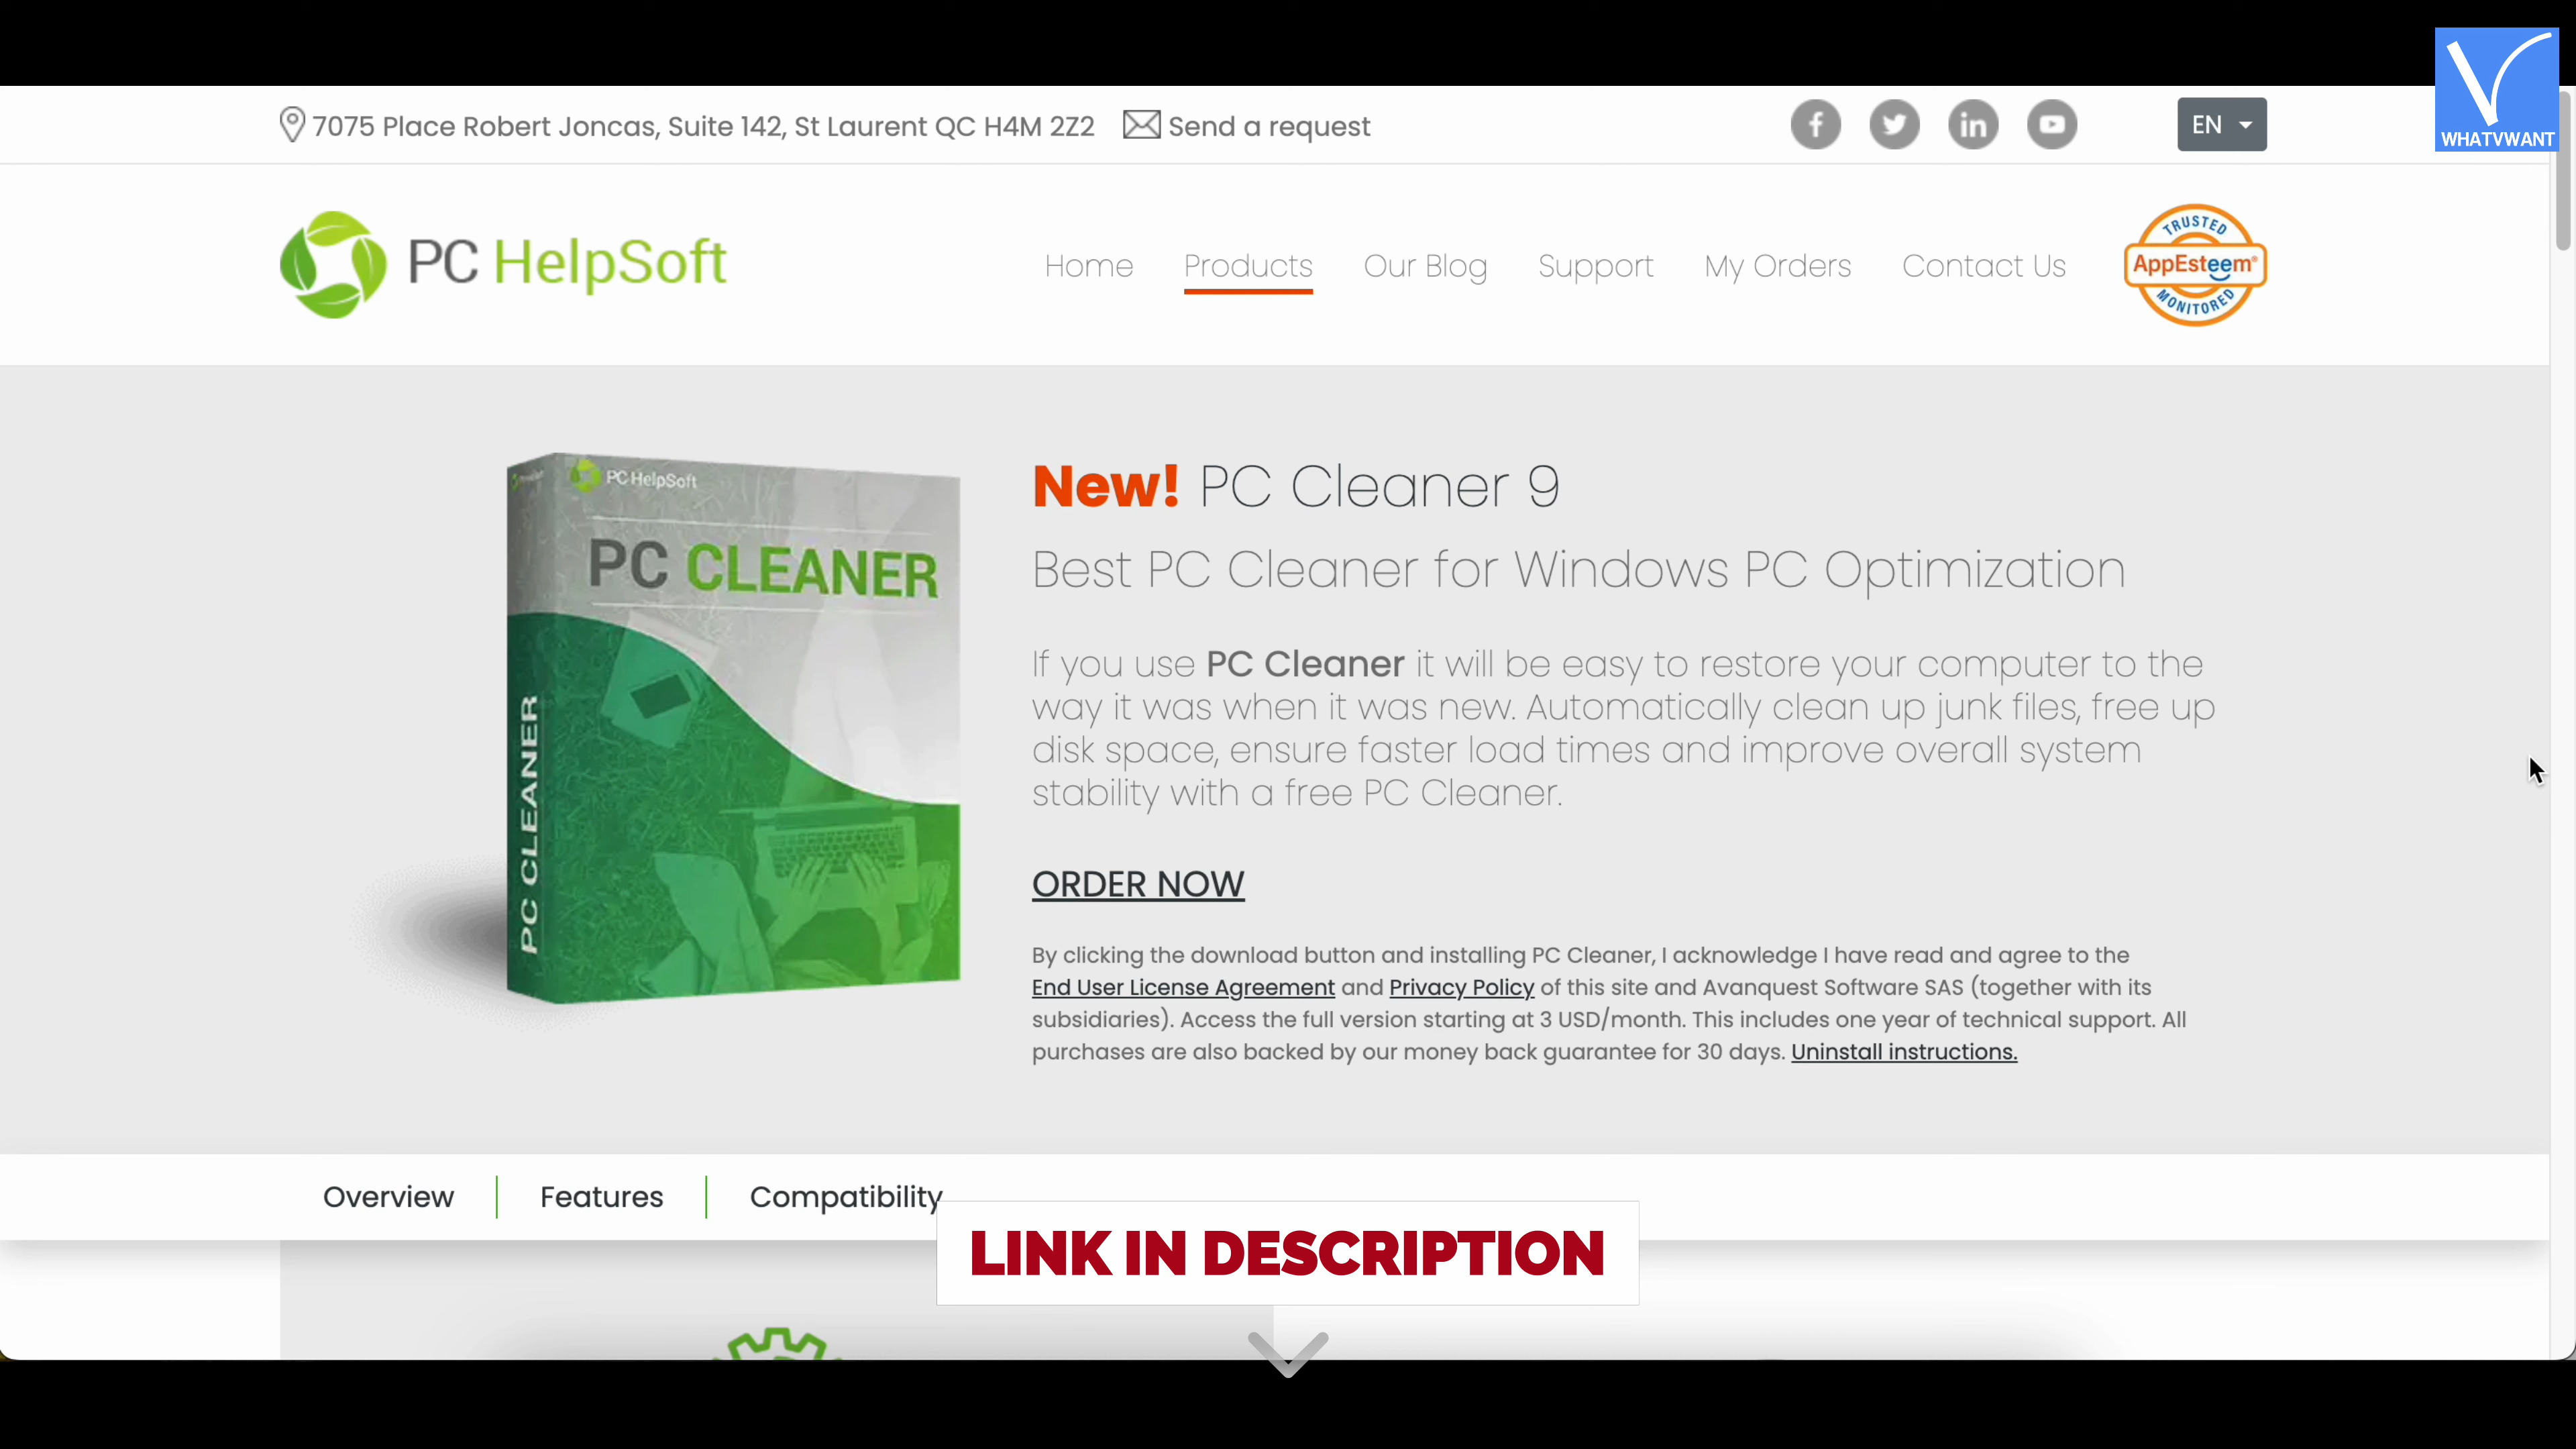 WHATVWANT
7075 Place Robert Joncas, Suite 142, St Laurent QC H4M 2Z2 Send a request
EN
PC HelpSoft
Home Products Our Blog Support My Orders Contact Us
TRUSTED
AppEsteem®
MONITORED
PC HelpSoft
PC CLEANER
PC CLEANER
New! PC Cleaner 9
Best PC Cleaner for Windows PC Optimization
If you use PC Cleaner it will be easy to restore your computer to the
way it was when it was new. Automatically clean up junk files, free up
disk space, ensure faster load times and improve overall system
stability with a free PC Cleaner.
ORDER NOW
By clicking the download button and installing PC Cleaner, I acknowledge I have read and agree to the
End User License Agreement and Privacy Policy of this site and Avanquest Software SAS (together with its
subsidiaries). Access the full version starting at 3 USD/month. This includes one year of technical support. All
purchases are also backed by our money back guarantee for 30 days. Uninstall instructions.
Overview Features Compatibility
LINK IN DESCRIPTION